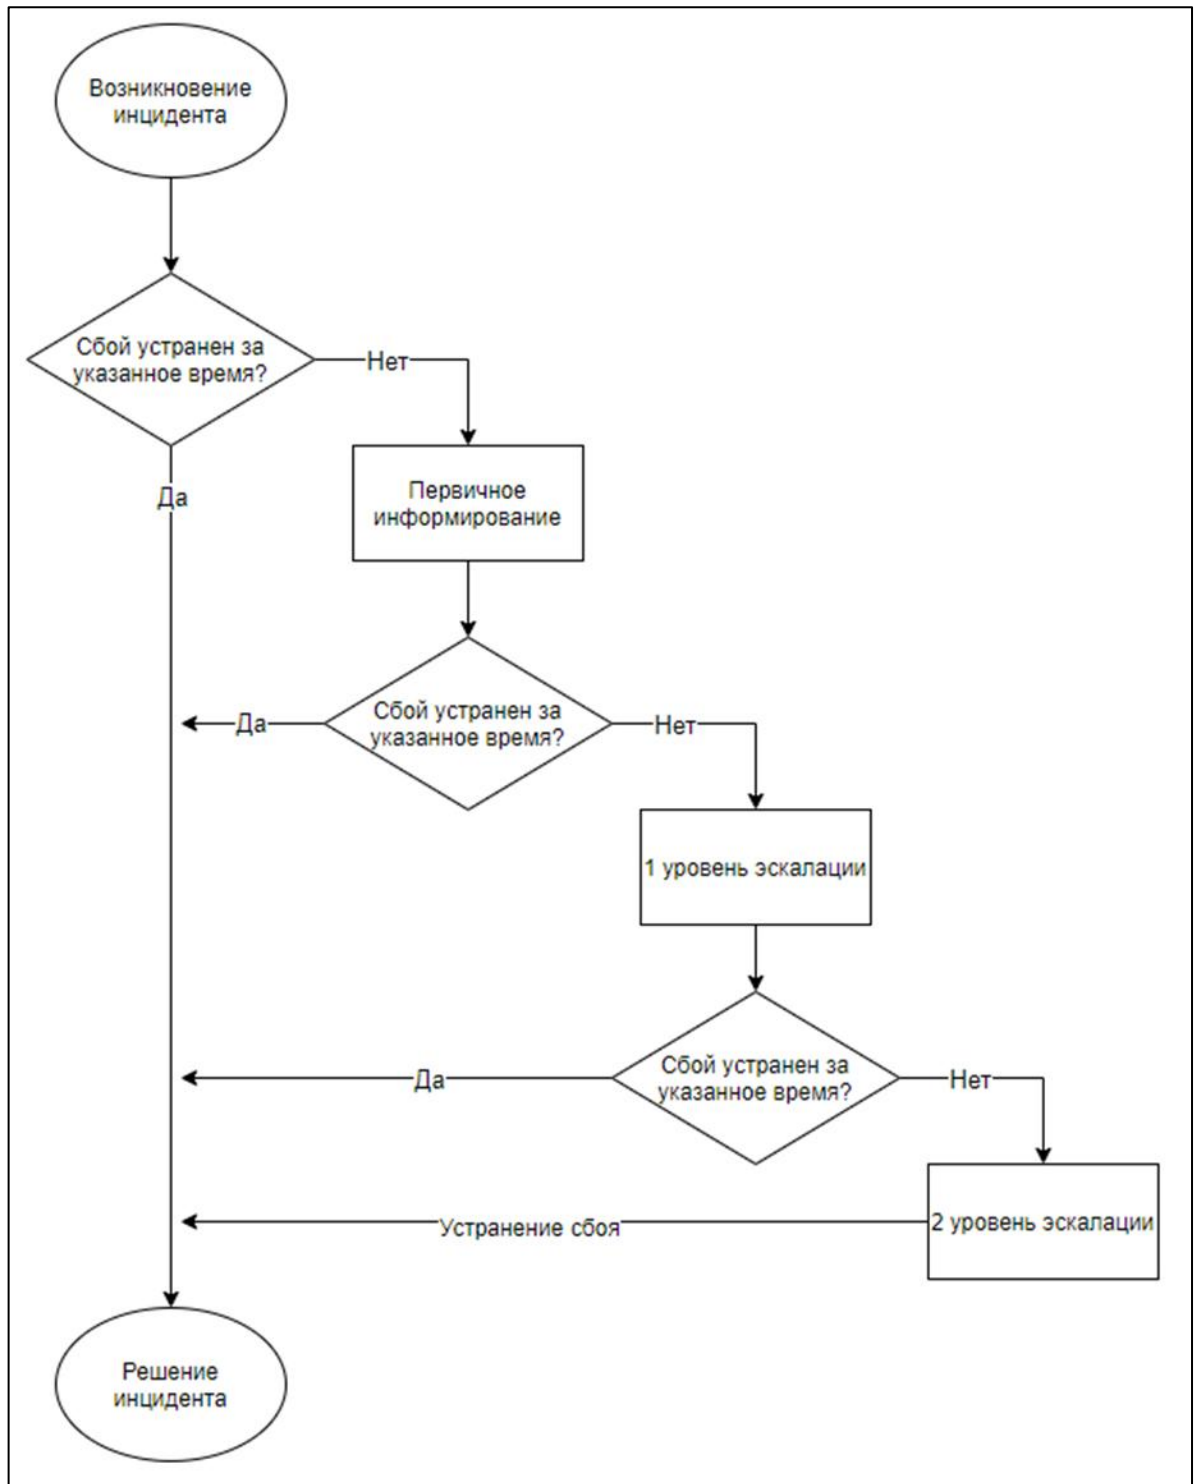 Возникновение
инцидента
Сбой устранен за
указанное время?
Нет
Да
Первичное
информирование
Сбой устранен за
указанное время?
Да
Нет
1 уровень эскалации
Сбой устранен за
указанное время?
Да
Нет
2 уровень эскалации
Устранение сбоя
Решение
инцидента